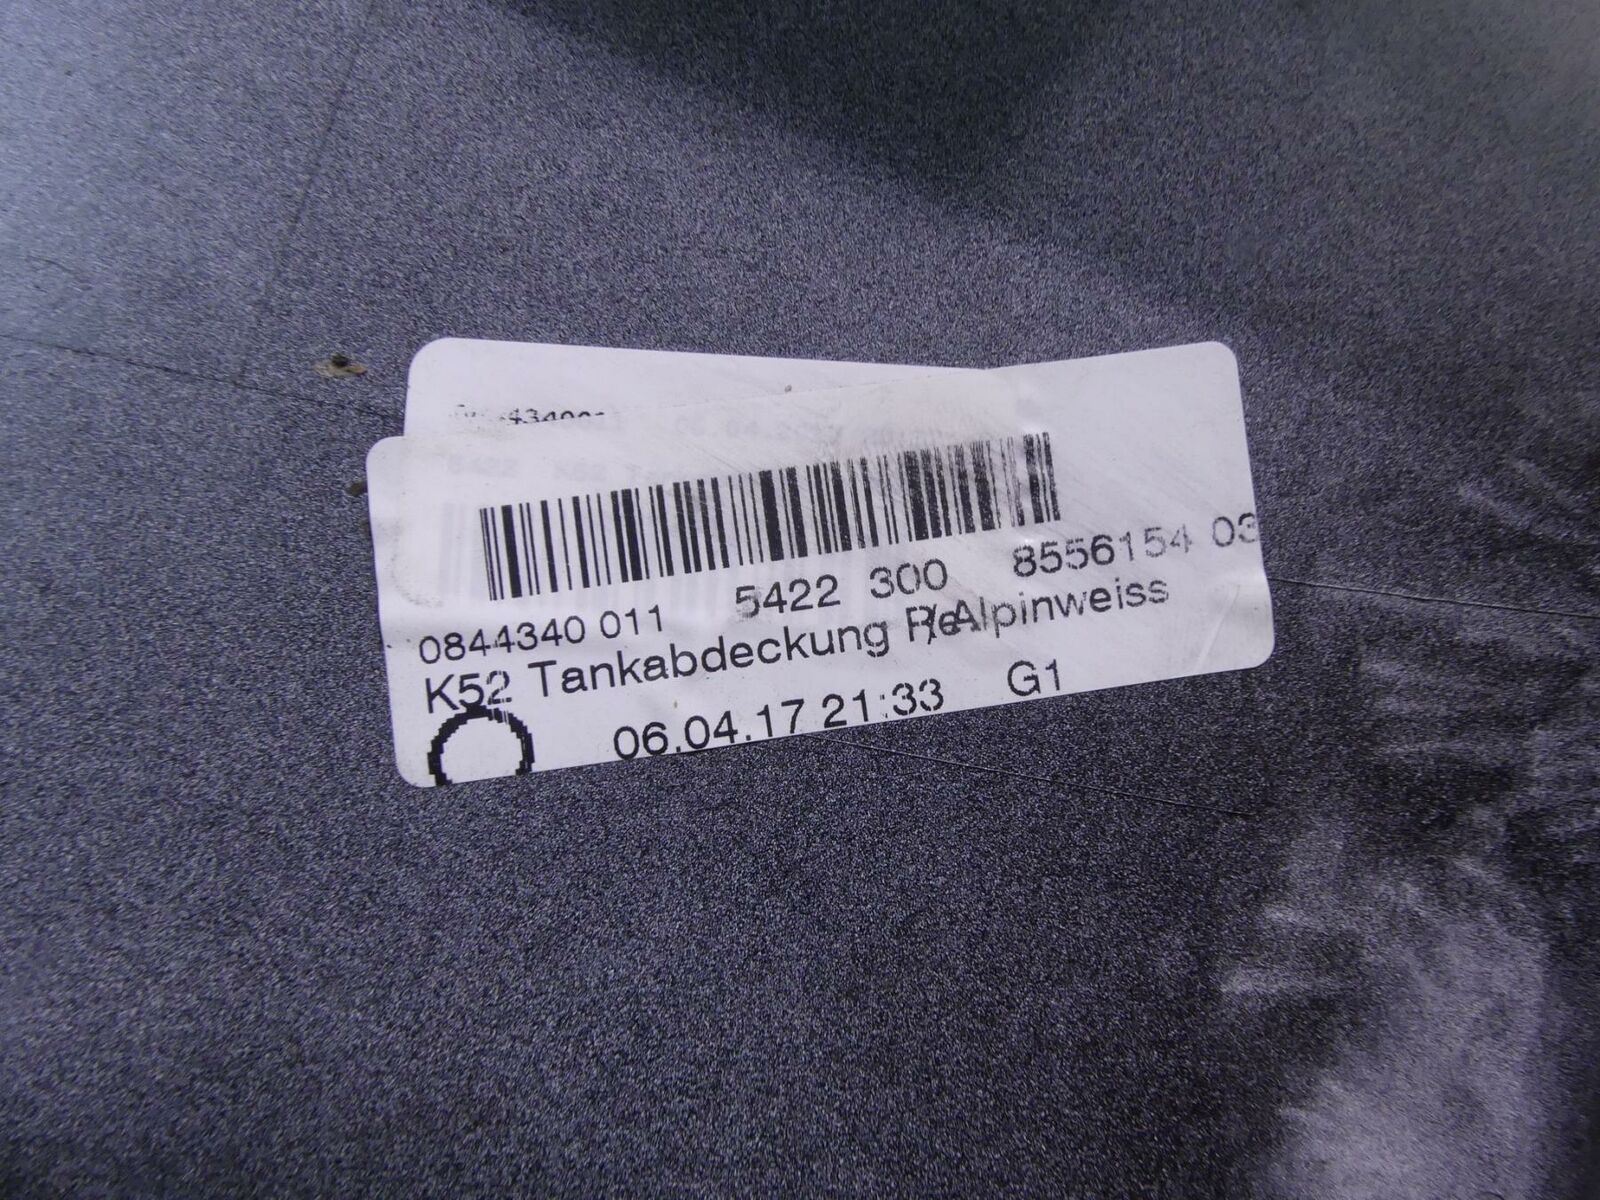 0844340 011 5422 300 8556154 03
K52 Tankabdeckung Re/Alpinweiss
06.04.17 21:33 G1